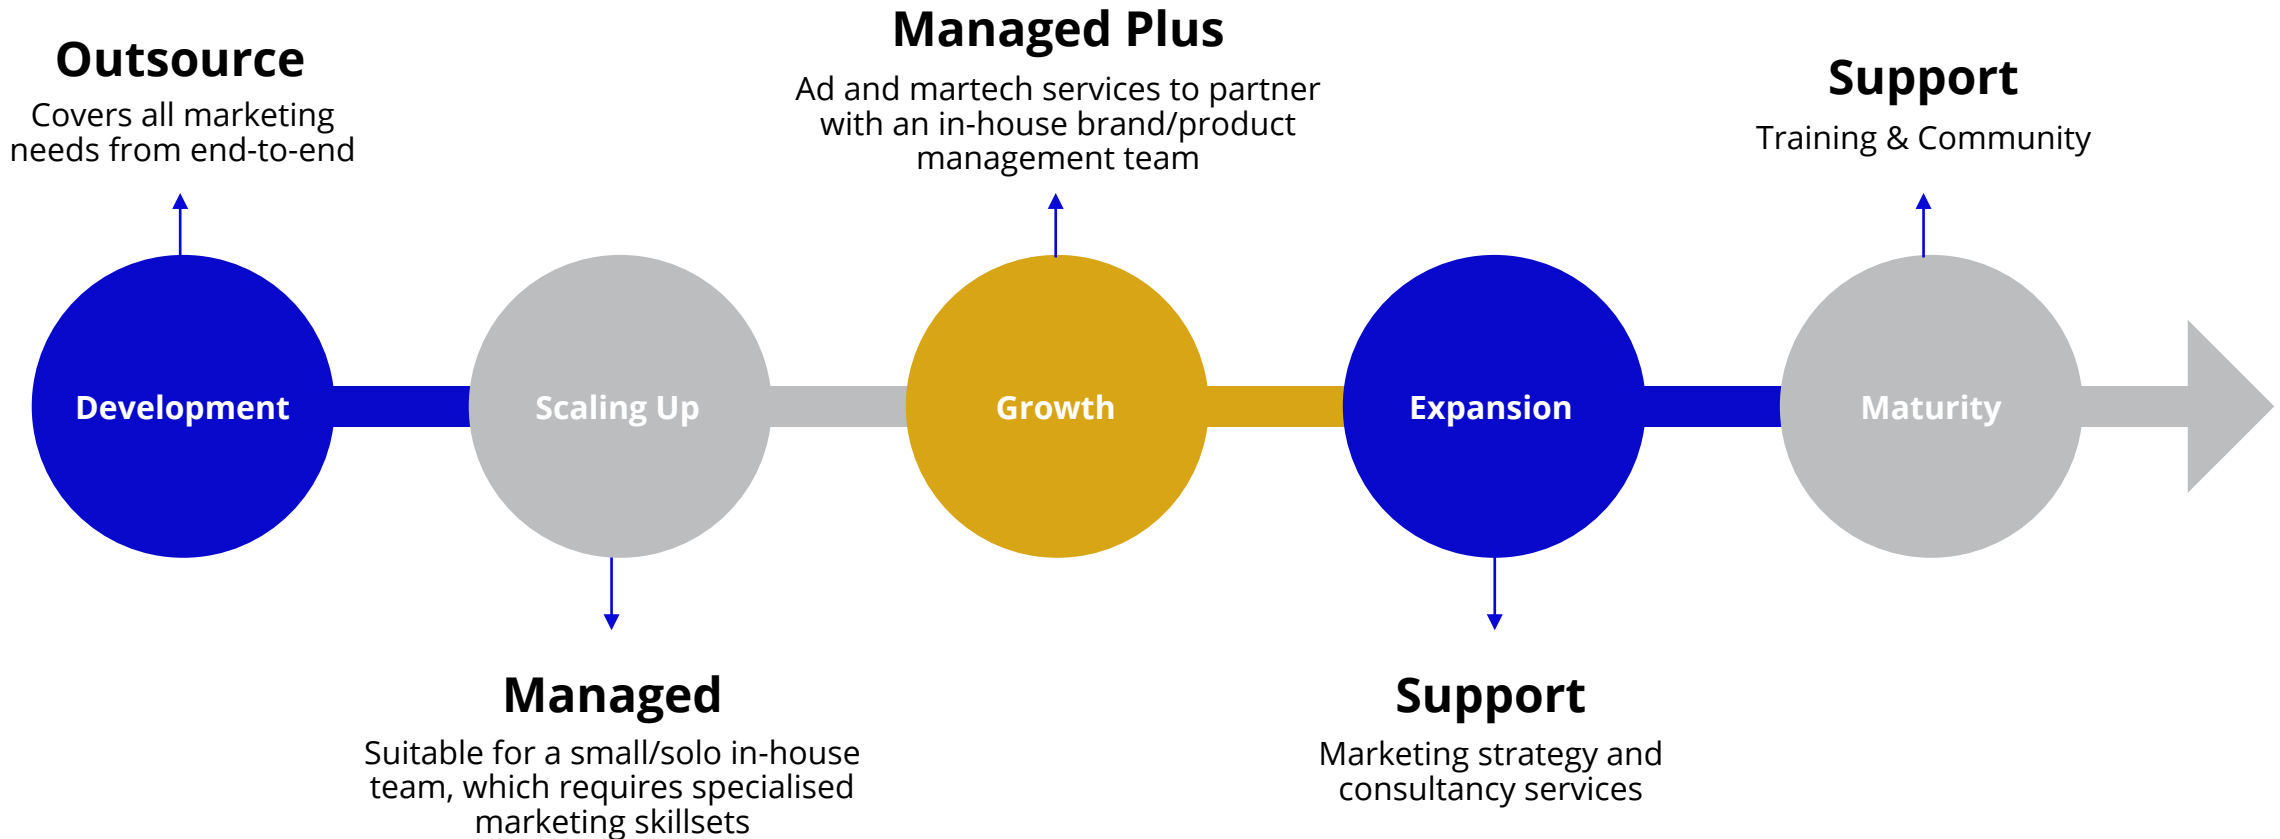 Outsource
Covers all marketing
needs from end-to-end
Managed Plus
Ad and martech services to partner
with an in-house brand/product
management team
Support
Training & Community
Development
Scaling Up
Growth
Expansion
Maturity
Managed
Suitable for a small/solo in-house
team, which requires specialised
marketing skillsets
Support
Marketing strategy and
consultancy services